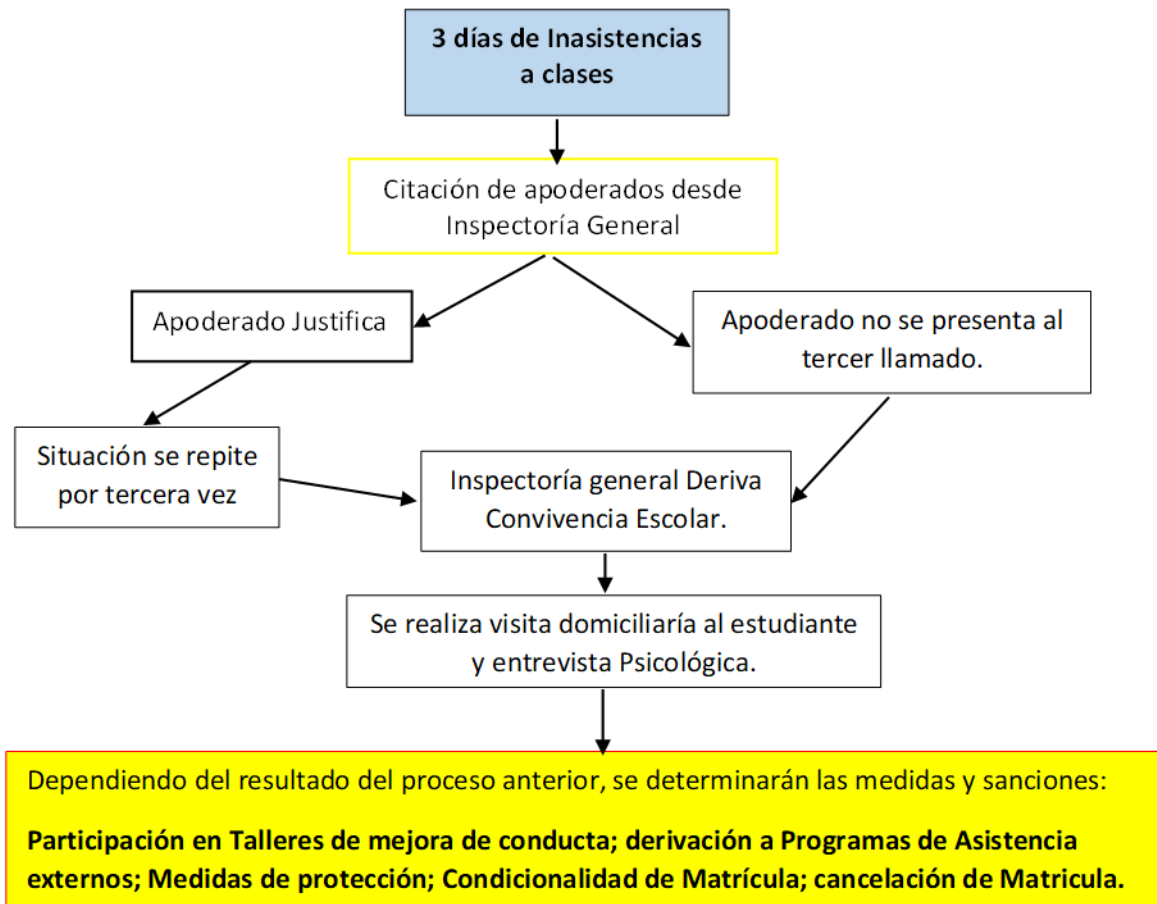 3 días de Inasistencias
a clases
Citación de apoderados desde
Inspectoría General
Apoderado Justifica
Apoderado no se presenta al
tercer llamado.
Situación se repite
por tercera vez
Inspectoría general Deriva
Convivencia Escolar.
Se realiza visita domiciliaría al estudiante
y entrevista Psicológica.
Dependiendo del resultado del proceso anterior, se determinarán las medidas y sanciones:
Participación en Talleres de mejora de conducta; derivación a Programas de Asistencia
externos; Medidas de protección; Condicionalidad de Matrícula; cancelación de Matricula.